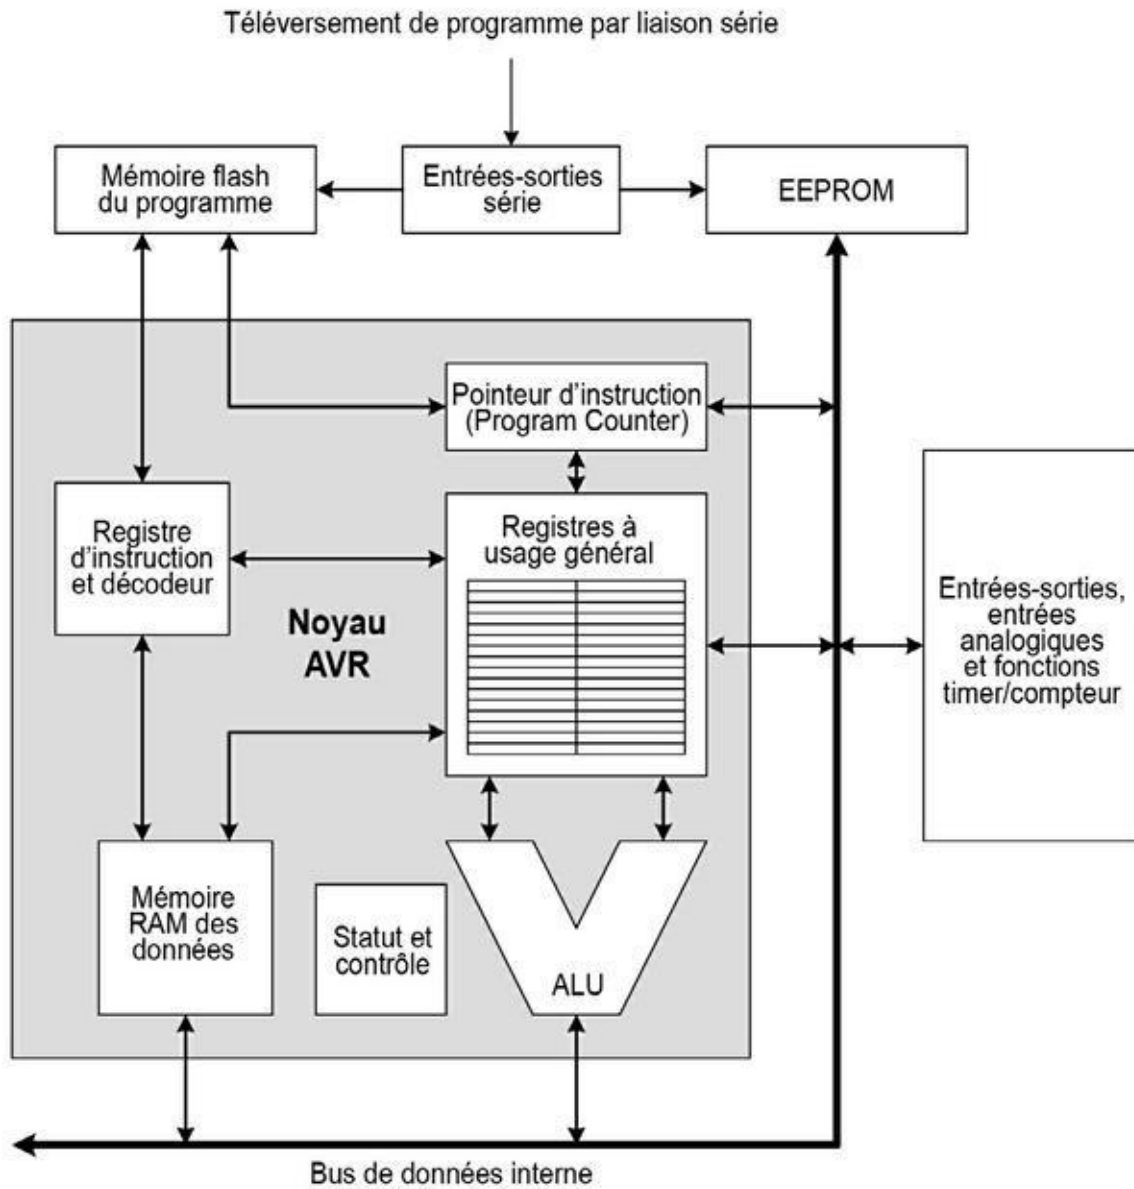 Téléversement de programme par liaison série
Mémoire flash
du programme
Entrées-sorties
série
EEPROM
Pointeur d'instruction
(Program Counter)
Registre
d'instruction
et décodeur
Registres à
usage général
Noyau
AVR
Entrées-sorties,
entrées
analogiques
et fonctions
timer/compteur
Mémoire
RAM des
données
Statut et
contrôle
ALU
Bus de données interne